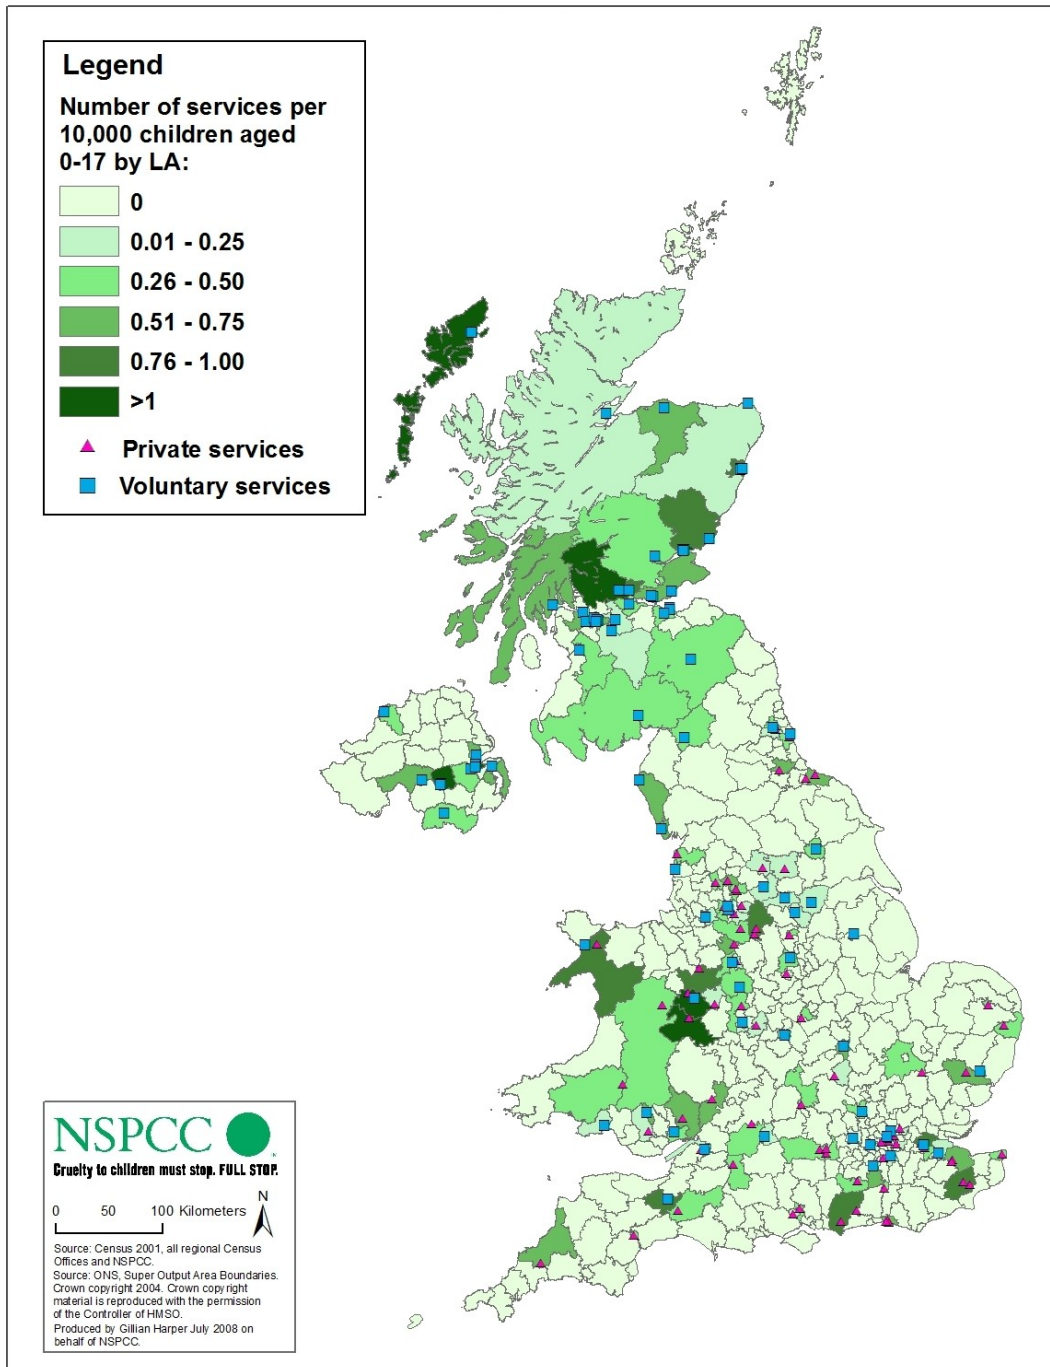 Legend
Number of services per
10,000 children aged
0-17 by LA:
0
0.01 - 0.25
0.26 - 0.50
0.51 - 0.75
0.76 - 1.00
>1
Private services
Voluntary services
NSPCC
Cruelty to children must stop. FULL STOP.
N
0 50 100 Kilometers
Source: Census 2001, all regional Census
Offices and NSPCC.
Source: ONS, Super Output Area Boundaries.
Crown copyright 2004. Crown copyright
material is reproduced with the permission
of the Controller of HMSO.
Produced by Gillian Harper July 2008 on
behalf of NSPCC.